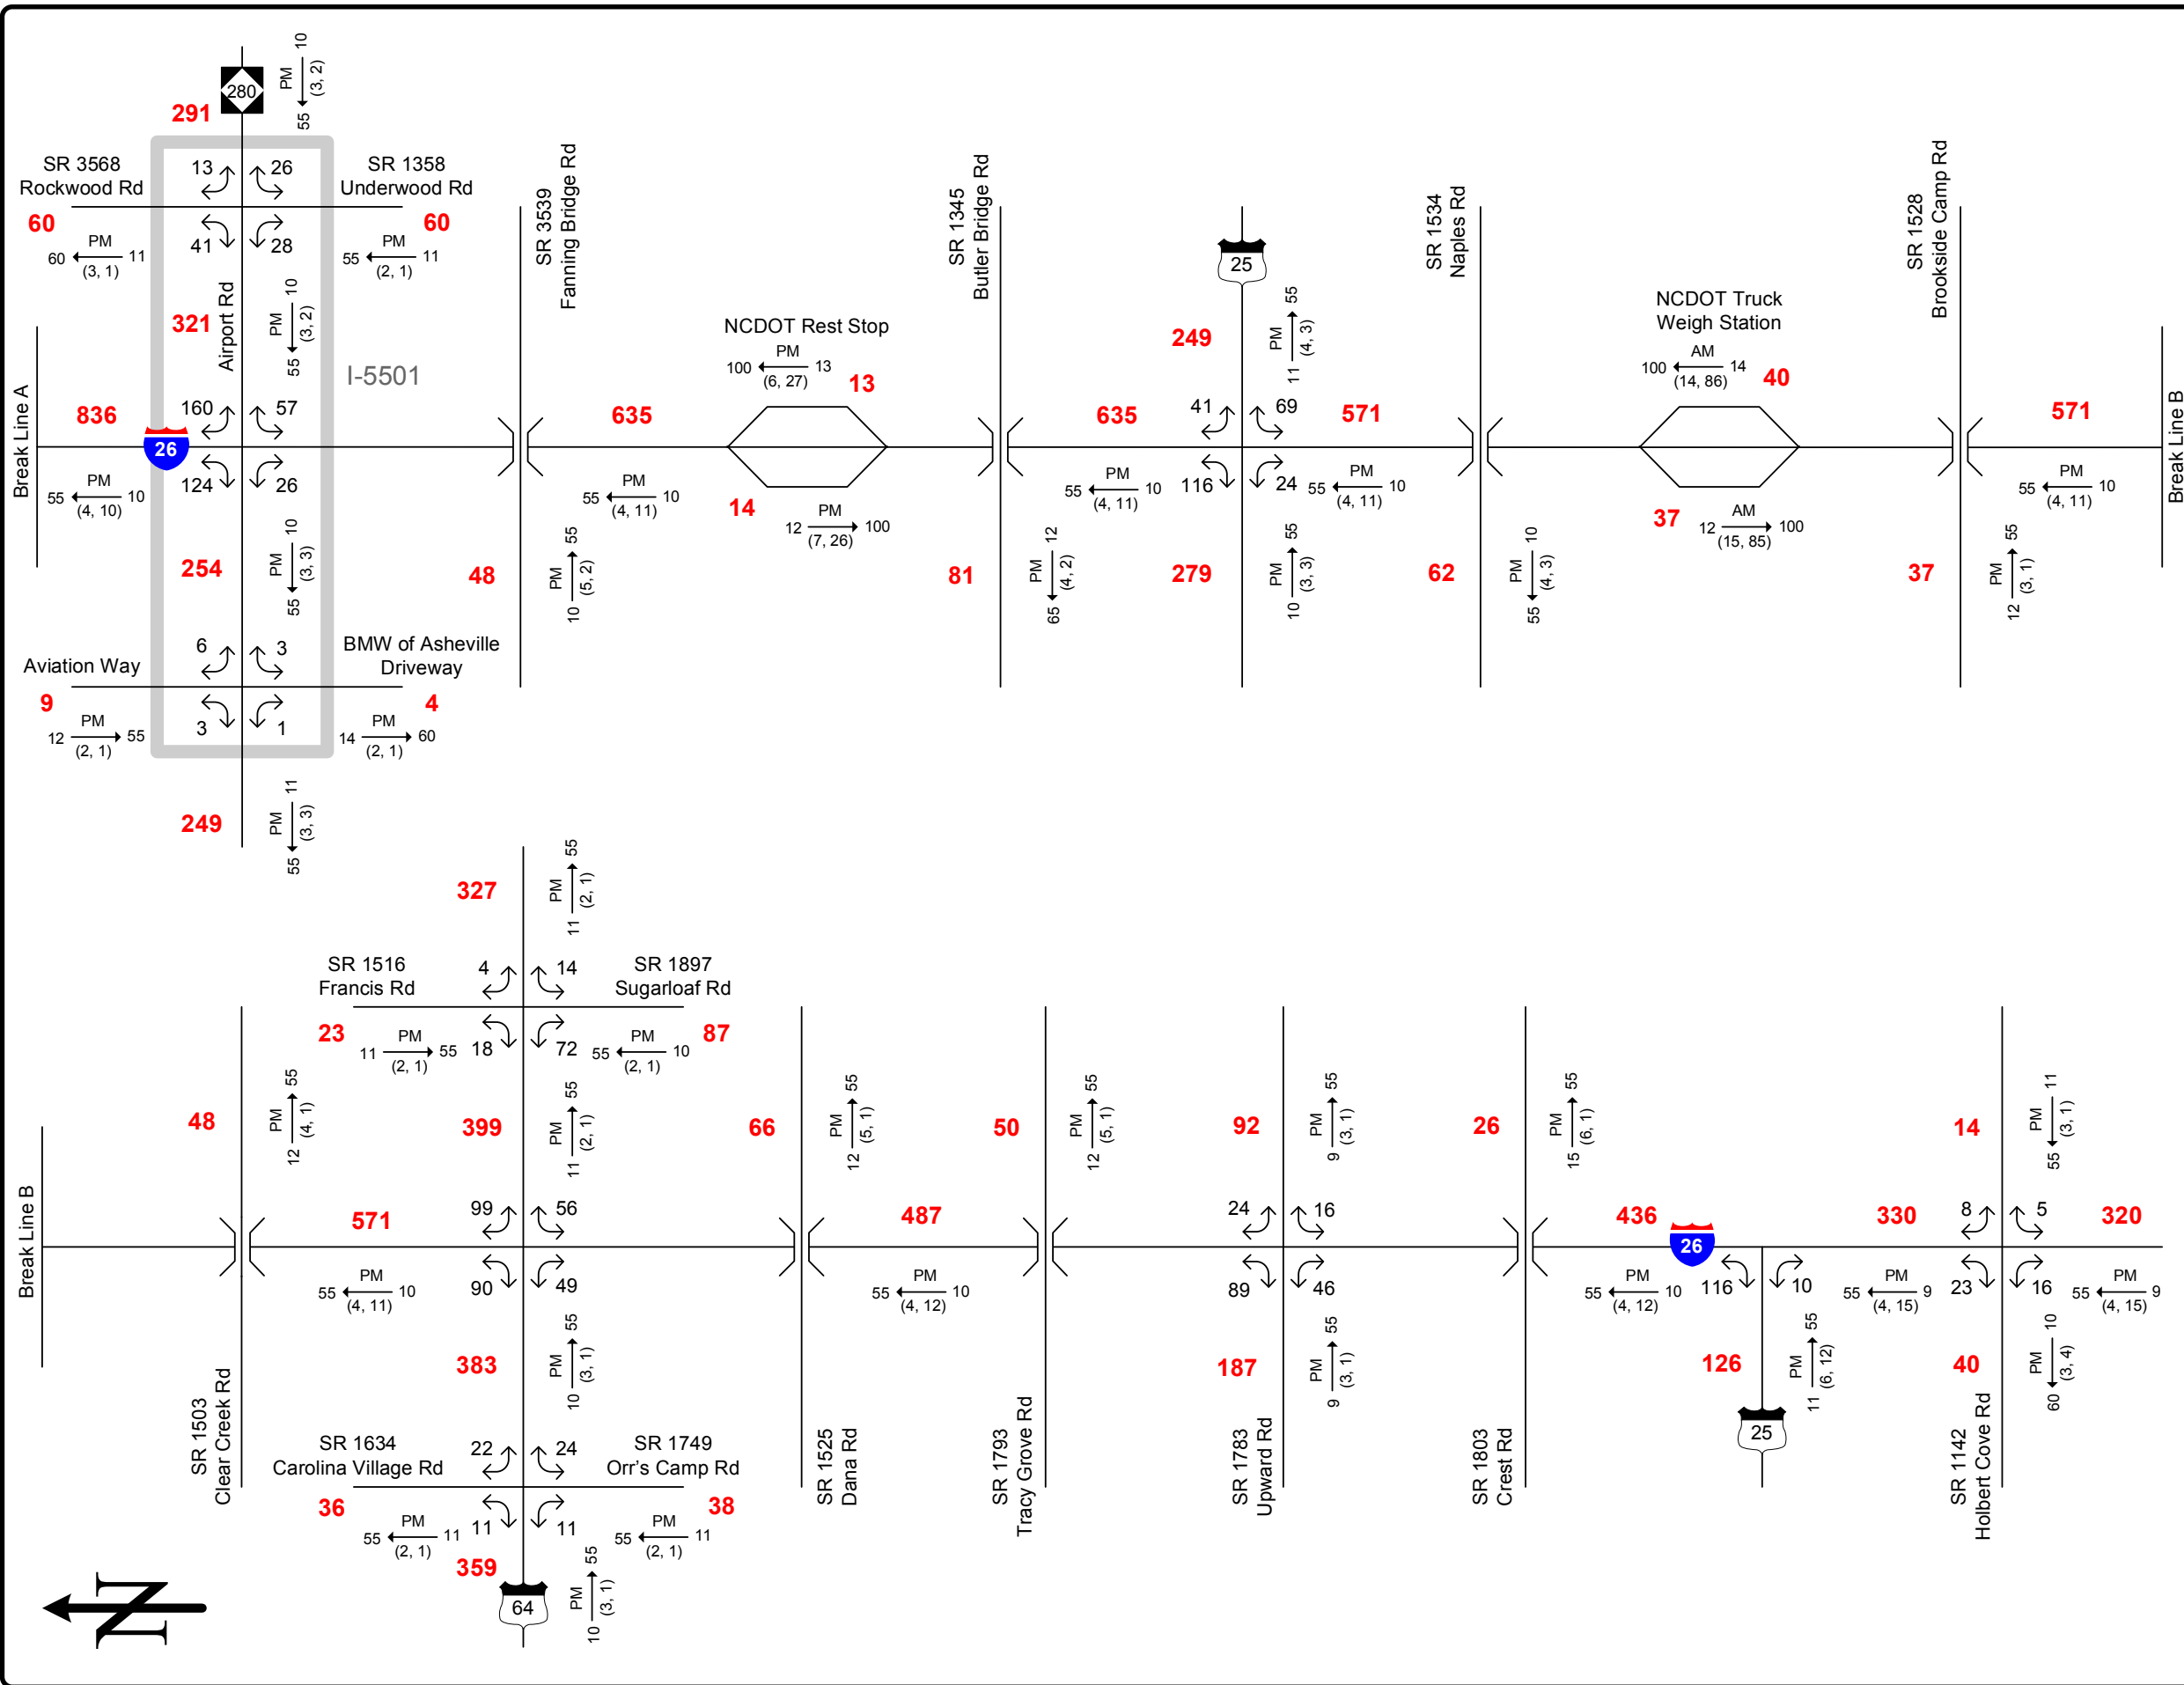 280
291
PM
10
55
(3, 2)
SR 3568
Rockwood Rd
13
26
SR 1358
Underwood Rd
60
PM
60
11
(3, 1)
41
28
60
PM
55
11
(2, 1)
321
Airport Rd
PM
10
55
(3, 2)
I-5501
Break Line A
836
26
PM
55
10
(4, 10)
160
57
124
26
254
PM
10
55
(3, 3)
Aviation Way
9
PM
12
55
(2, 1)
6
3
3
1
BMW of Asheville
Driveway
4
PM
14
60
(2, 1)
249
PM
11
55
(3, 3)
SR 3539
Fanning Bridge Rd
48
PM
55
10
(5, 2)
635
PM
55
10
(4, 11)
NCDOT Rest Stop
PM
100
13
(6, 27)
13
14
PM
12
100
(7, 26)
SR 1345
Butler Bridge Rd
81
PM
12
65
(4, 2)
635
PM
55
10
(4, 11)
25
249
PM
55
11
(4, 3)
41
69
116
24
571
PM
55
10
(4, 11)
279
PM
55
10
(3, 3)
SR 1534
Naples Rd
62
PM
10
55
(4, 3)
NCDOT Truck
Weigh Station
AM
100
14
(14, 86)
40
37
AM
12
100
(15, 85)
SR 1528
Brookside Camp Rd
37
PM
55
12
(3, 1)
571
PM
55
10
(4, 11)
Break Line B
Break Line B
48
PM
55
12
(4, 1)
SR 1503
Clear Creek Rd
571
PM
55
10
(4, 11)
327
PM
55
11
(2, 1)
SR 1516
Francis Rd
4
14
SR 1897
Sugarloaf Rd
23
PM
11
55
(2, 1)
18
72
87
PM
55
10
(2, 1)
399
PM
55
11
(2, 1)
99
56
90
49
383
PM
55
10
(3, 1)
SR 1634
Carolina Village Rd
22
24
SR 1749
Orr's Camp Rd
36
PM
55
11
(2, 1)
11
11
38
PM
55
11
(2, 1)
359
64
PM
55
10
(3, 1)
66
PM
55
12
(5, 1)
SR 1525
Dana Rd
487
PM
55
10
(4, 12)
50
PM
55
12
(5, 1)
SR 1793
Tracy Grove Rd
92
PM
55
9
(3, 1)
24
16
89
46
187
PM
55
9
(3, 1)
SR 1783
Upward Rd
26
PM
55
15
(6, 1)
SR 1803
Crest Rd
436
26
PM
55
10
(4, 12)
116
10
126
PM
55
11
(6, 12)
25
330
PM
55
9
(4, 15)
14
PM
11
55
(3, 1)
8
5
23
16
320
PM
55
9
(4, 15)
40
PM
10
60
(3, 4)
SR 1142
Holbert Cove Rd
N